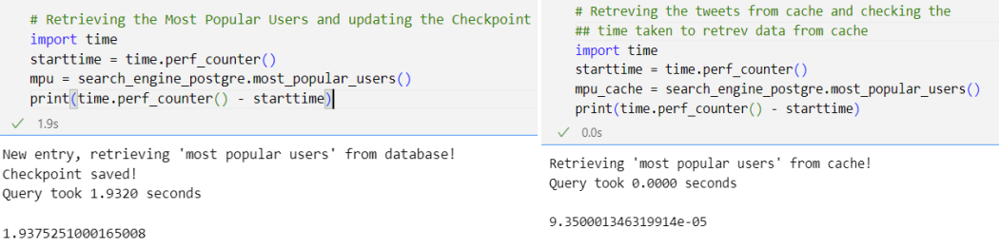 # Retrieving the Most Popular Users and updating the Checkpoint
import time
starttime = time.perf_counter()
mpu = search_engine_postgre.most_popular_users()
print(time.perf_counter() - starttime)
1.9s
New entry, retrieving 'most popular users' from database!
Checkpoint saved!
Query took 1.9320 seconds
1.9375251000165008
# Retreving the tweets from cache and checking the
## time taken to retrev data from cache
import time
starttime = time.perf_counter()
mpu_cache = search_engine_postgre.most_popular_users()
print(time.perf_counter() - starttime)
0.0s
Retrieving 'most popular users' from cache!
Query took 0.0000 seconds
9.350001346319914e-05